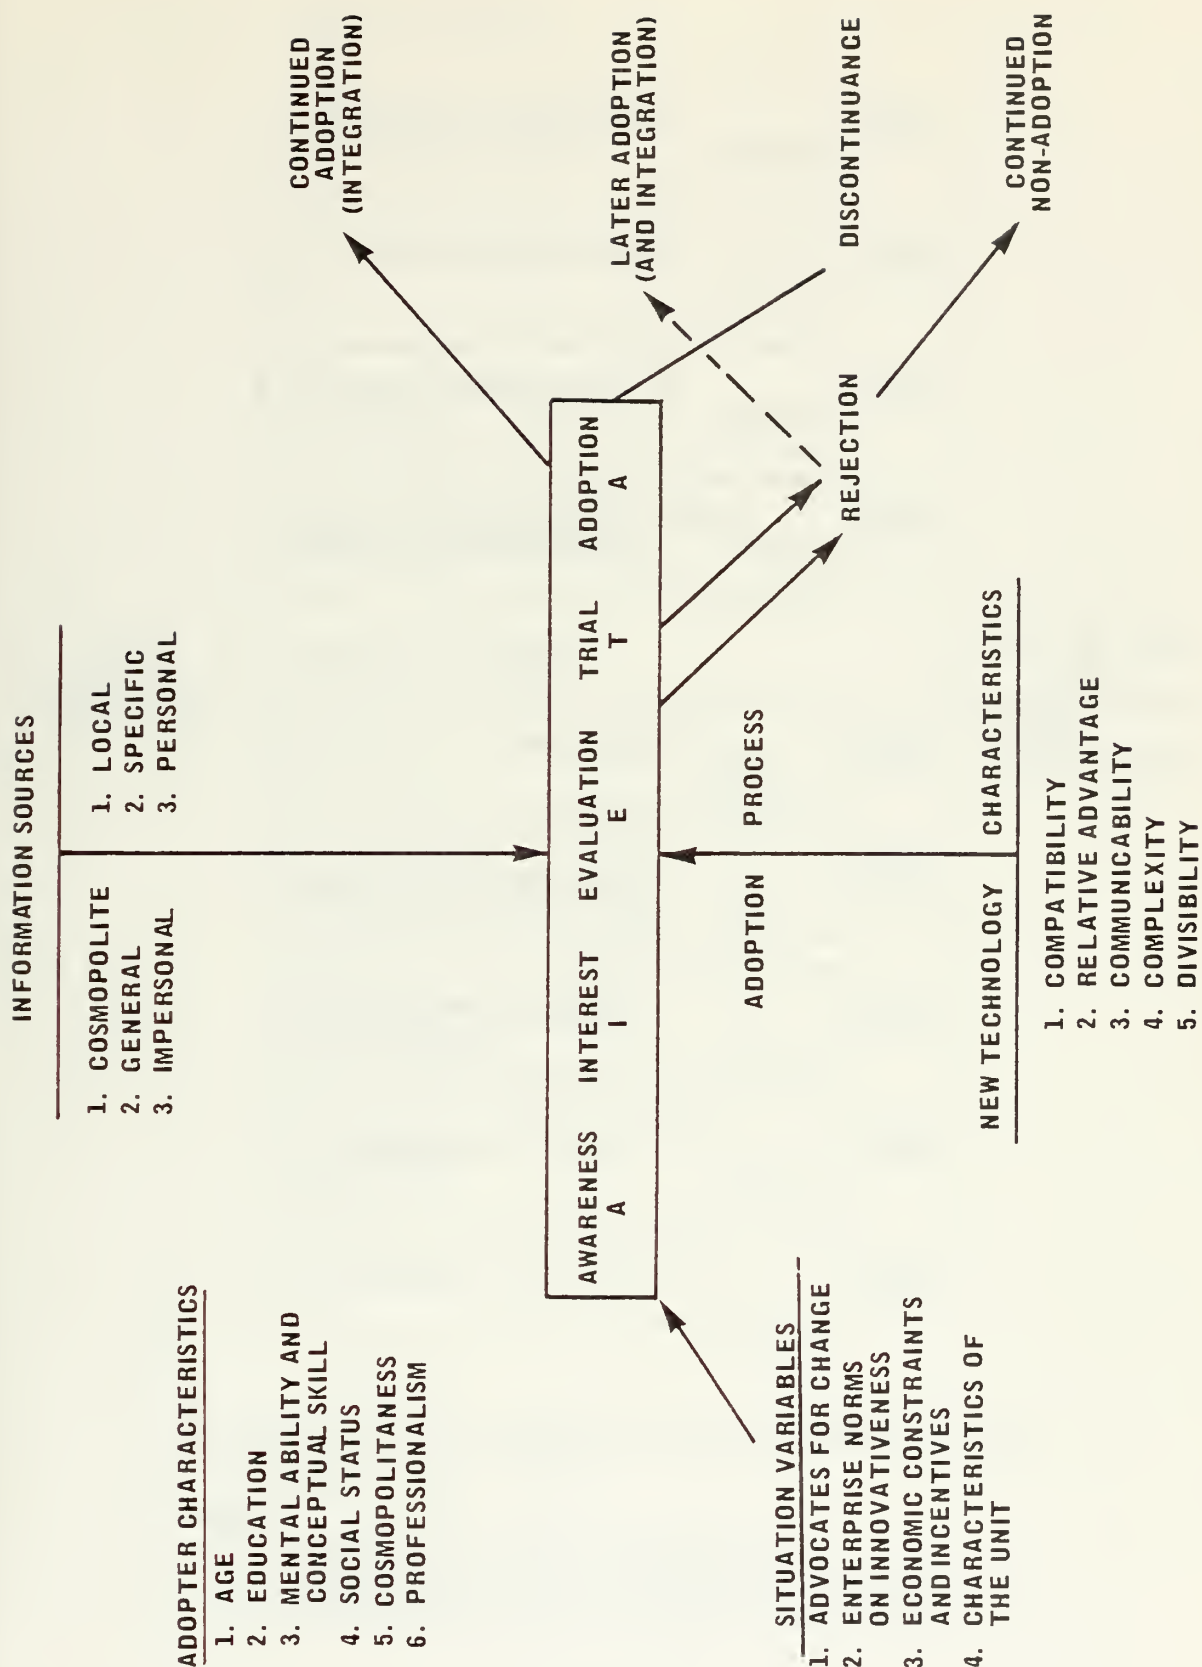 INFORMATION SOURCES
1. COSMOPOLITE
2. GENERAL
3. IMPERSONAL
1. LOCAL
2. SPECIFIC
3. PERSONAL
ADOPTER CHARACTERISTICS
1. AGE
2. EDUCATION
3. MENTAL ABILITY AND
CONCEPTUAL SKILL
4. SOCIAL STATUS
5. COSMOPOLITANESS
6. PROFESSIONALISM
CONTINUED
ADOPTION
(INTEGRATION)
AWARENESS INTEREST EVALUATION TRIAL ADOPTION
A I E T A
LATER ADOPTION
(AND INTEGRATION)
ADOPTION PROCESS
DISCONTINUANCE
REJECTION
SITUATION VARIABLES
1. ADVOCATES FOR CHANGE
2. ENTERPRISE NORMS
ON INNOVATIVENESS
3. ECONOMIC CONSTRAINTS
AND INCENTIVES
4. CHARACTERISTICS OF
THE UNIT
NEW TECHNOLOGY CHARACTERISTICS
1. COMPATIBILITY
2. RELATIVE ADVANTAGE
3. COMMUNICABILITY
4. COMPLEXITY
5. DIVISIBILITY
CONTINUED
NON-ADOPTION